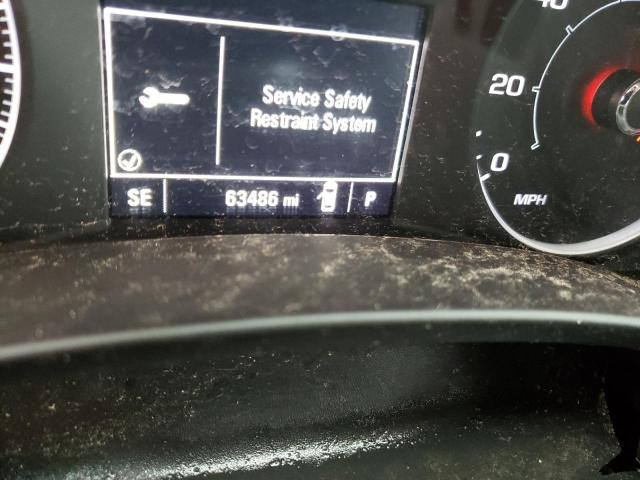 Service Safety
Restraint System
SE 63486 mi P
40
20
0
MPH